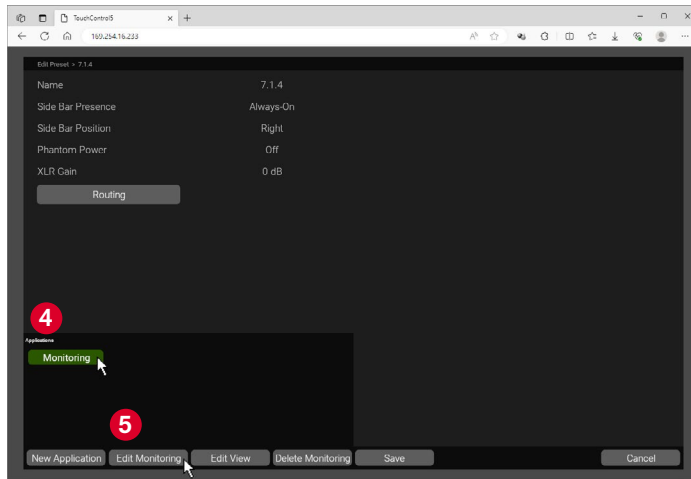 TouchControl5
169.254.16.233
Edit Preset > 7.1.4
Name 7.1.4
Side Bar Presence Always-On
Side Bar Position Right
Phantom Power Off
XLR Gain 0 dB
Routing
4
Applications
Monitoring
5
New Application Edit Monitoring Edit View Delete Monitoring Save Cancel